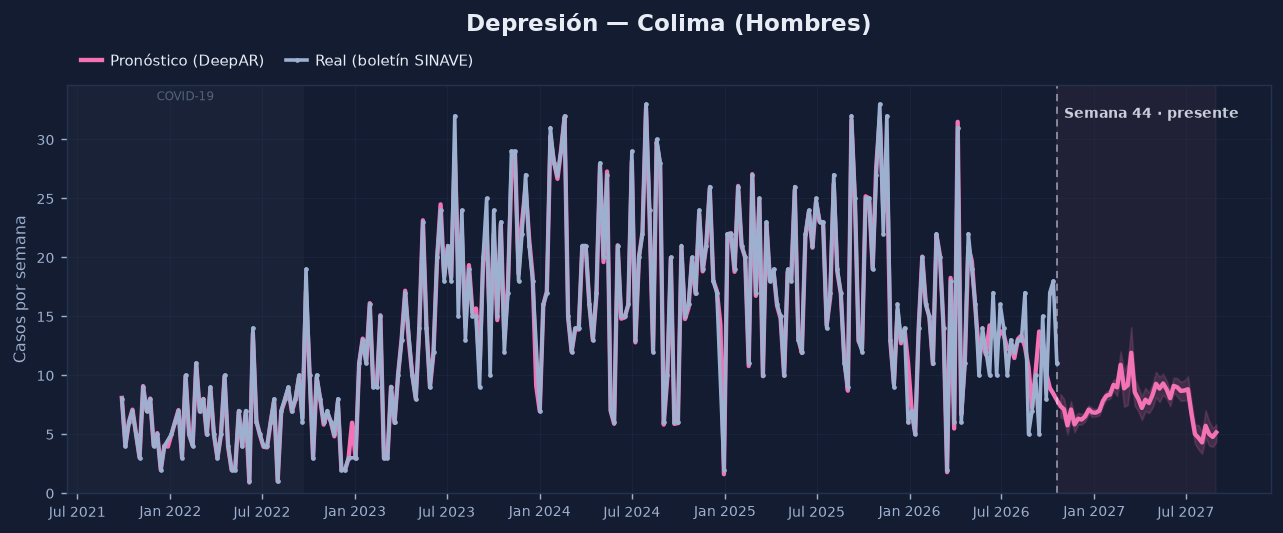 Depresión — Colima (Hombres)
Pronóstico (DeepAR)
Real (boletín SINAVE)
COVID-19
Semana 44 · presente
Casos por semana
30
25
20
15
10
5
0
Jul 2021
Jan 2022
Jul 2022
Jan 2023
Jul 2023
Jan 2024
Jul 2024
Jan 2025
Jul 2025
Jan 2026
Jul 2026
Jan 2027
Jul 2027